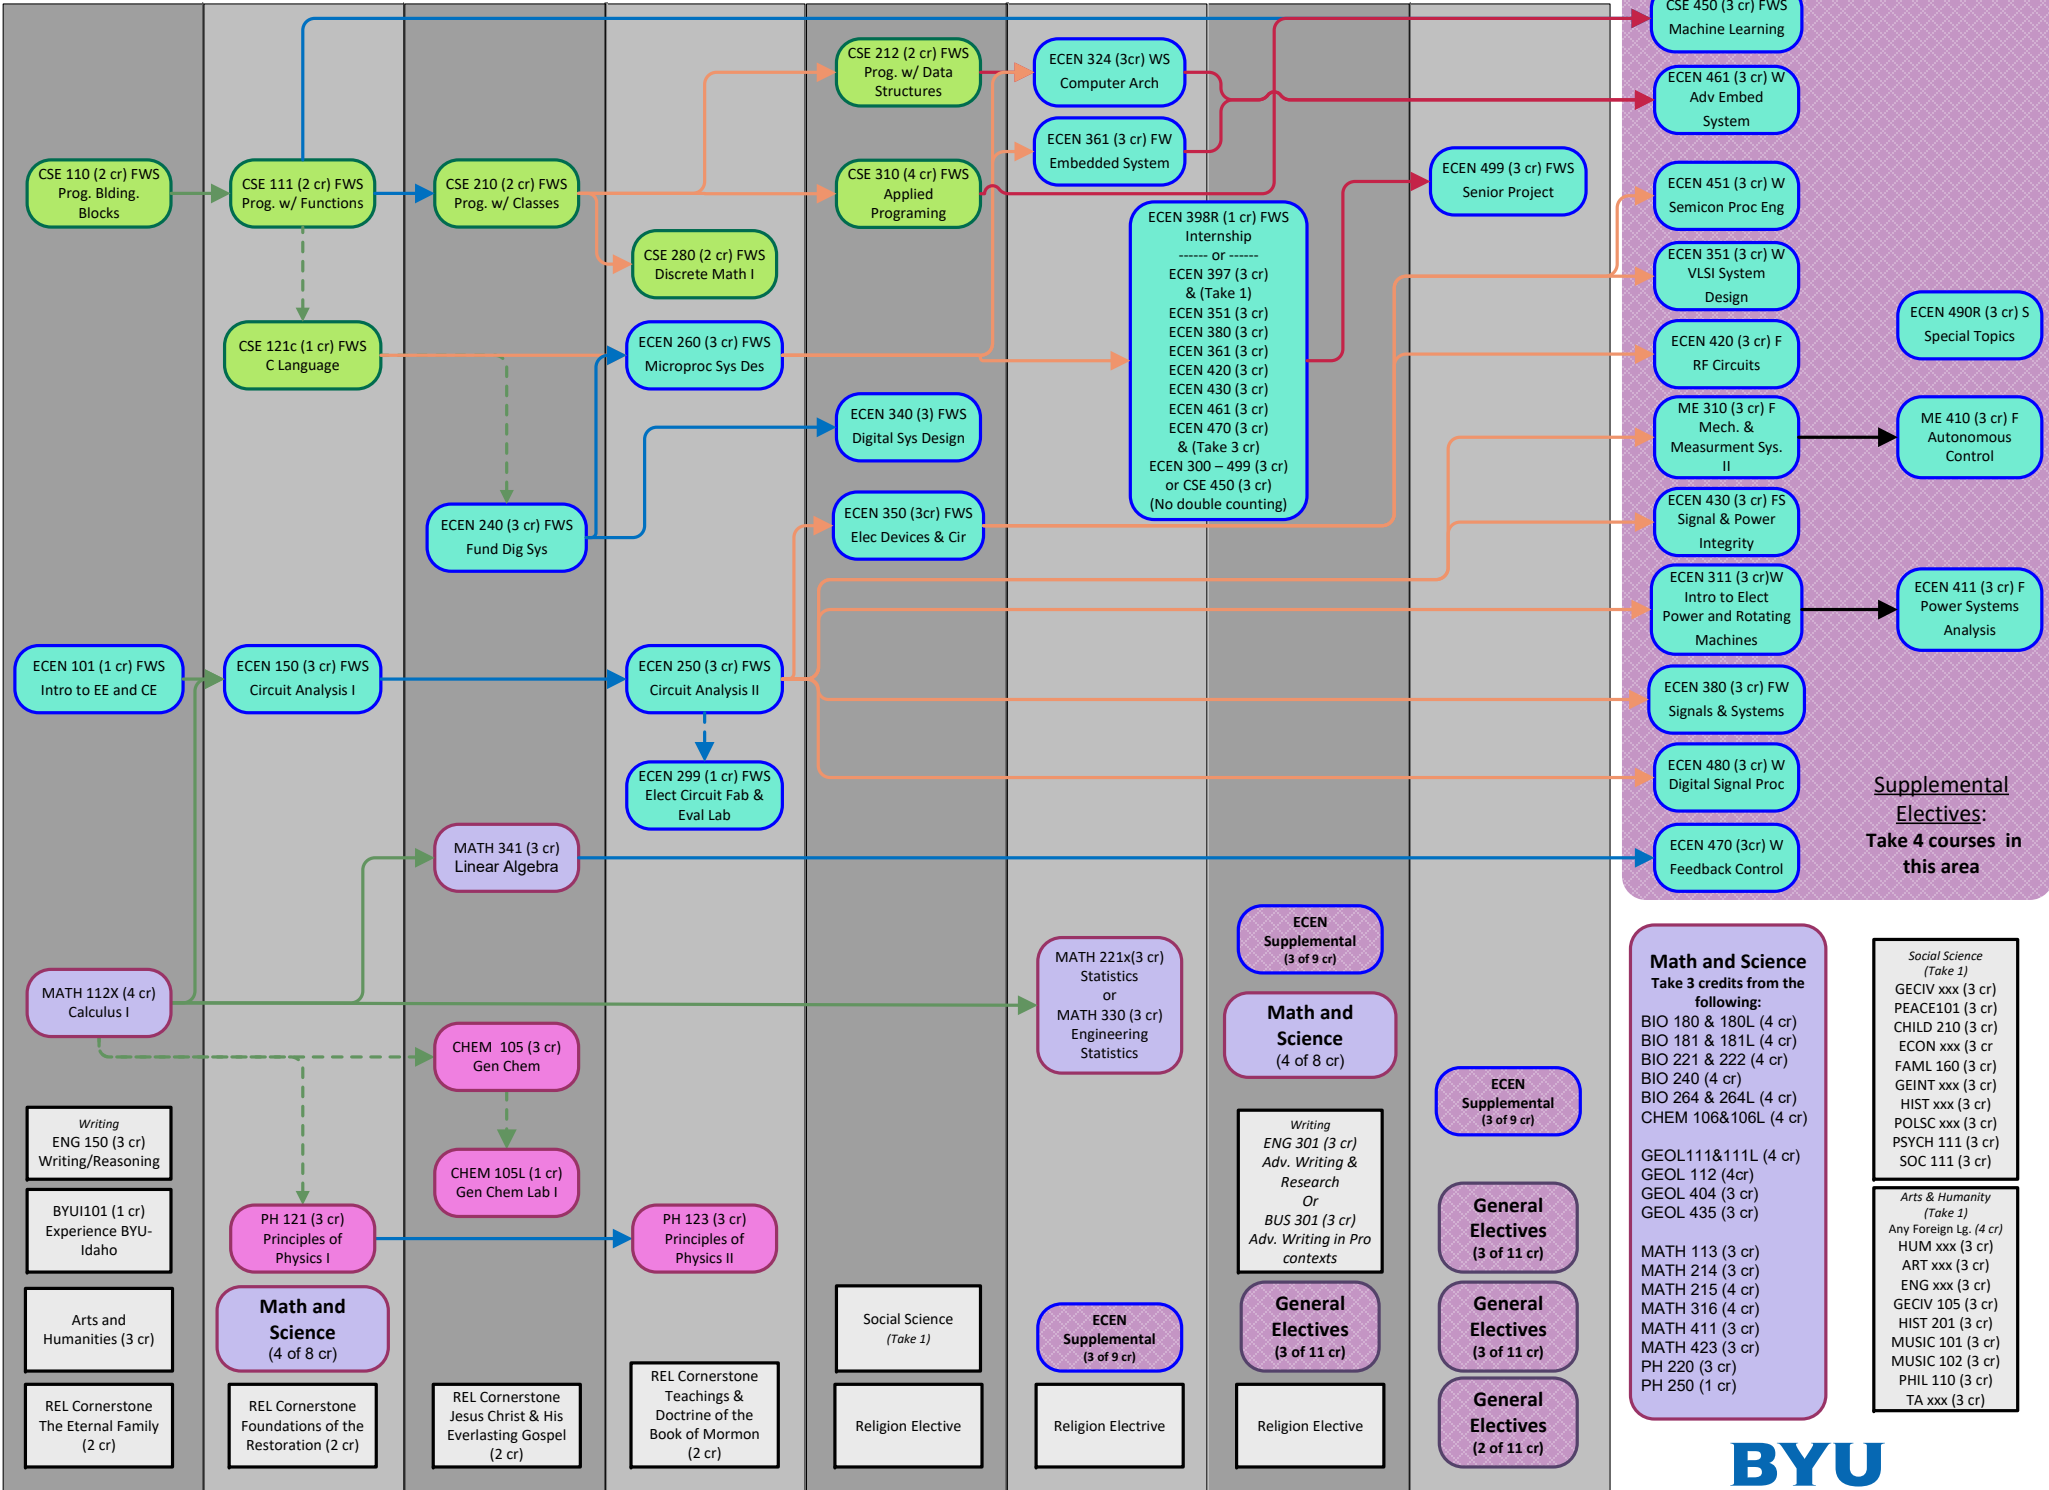 CSE 450 (3 cr) FWS
Machine Learning
CSE 212 (2 cr) FWS
Prog. w/ Data
Structures
ECEN 324 (3cr) WS
Computer Arch
ECEN 461 (3 cr) W
Adv Embed
System
ECEN 361 (3 cr) FW
Embedded System
CSE 110 (2 cr) FWS
Prog. Blding.
Blocks
CSE 111 (2 cr) FWS
Prog. w/ Functions
CSE 210 (2 cr) FWS
Prog. w/ Classes
CSE 310 (4 cr) FWS
Applied
Programing
ECEN 499 (3 cr) FWS
Senior Project
ECEN 451 (3 cr) W
Semicon Proc Eng
CSE 280 (2 cr) FWS
Discrete Math I
ECEN 398R (1 cr) FWS
Internship
------ or ------
ECEN 397 (3 cr)
& (Take 1)
ECEN 351 (3 cr)
ECEN 380 (3 cr)
ECEN 361 (3 cr)
ECEN 420 (3 cr)
ECEN 430 (3 cr)
ECEN 461 (3 cr)
ECEN 470 (3 cr)
& (Take 3 cr)
ECEN 300 – 499 (3 cr)
or CSE 450 (3 cr)
(No double counting)
ECEN 351 (3 cr) W
VLSI System
Design
ECEN 490R (3 cr) S
Special Topics
CSE 121c (1 cr) FWS
C Language
ECEN 260 (3 cr) FWS
Microproc Sys Des
ECEN 420 (3 cr) F
RF Circuits
ECEN 340 (3) FWS
Digital Sys Design
ME 310 (3 cr) F
Mech. &
Measurment Sys.
II
ME 410 (3 cr) F
Autonomous
Control
ECEN 240 (3 cr) FWS
Fund Dig Sys
ECEN 350 (3cr) FWS
Elec Devices & Cir
ECEN 430 (3 cr) FS
Signal & Power
Integrity
ECEN 311 (3 cr)W
Intro to Elect
Power and Rotating
Machines
ECEN 411 (3 cr) F
Power Systems
Analysis
ECEN 101 (1 cr) FWS
Intro to EE and CE
ECEN 150 (3 cr) FWS
Circuit Analysis I
ECEN 250 (3 cr) FWS
Circuit Analysis II
ECEN 380 (3 cr) FW
Signals & Systems
ECEN 299 (1 cr) FWS
Elect Circuit Fab &
Eval Lab
ECEN 480 (3 cr) W
Digital Signal Proc
Supplemental
Electives:
Take 4 courses in
this area
MATH 341 (3 cr)
Linear Algebra
ECEN 470 (3cr) W
Feedback Control
MATH 112X (4 cr)
Calculus I
MATH 221x(3 cr)
Statistics
or
MATH 330 (3 cr)
Engineering
Statistics
ECEN
Supplemental
(3 of 9 cr)
Math and
Science
(4 of 8 cr)
CHEM 105 (3 cr)
Gen Chem
ECEN
Supplemental
(3 of 9 cr)
Writing
ENG 150 (3 cr)
Writing/Reasoning
CHEM 105L (1 cr)
Gen Chem Lab I
Writing
ENG 301 (3 cr)
Adv. Writing &
Research
Or
BUS 301 (3 cr)
Adv. Writing in Pro
contexts
BYUI101 (1 cr)
Experience BYU-
Idaho
PH 121 (3 cr)
Principles of
Physics I
PH 123 (3 cr)
Principles of
Physics II
General
Electives
(3 of 11 cr)
Arts and
Humanities (3 cr)
Math and
Science
(4 of 8 cr)
Social Science
(Take 1)
ECEN
Supplemental
(3 of 9 cr)
General
Electives
(3 of 11 cr)
General
Electives
(3 of 11 cr)
REL Cornerstone
The Eternal Family
(2 cr)
REL Cornerstone
Foundations of the
Restoration (2 cr)
REL Cornerstone
Jesus Christ & His
Everlasting Gospel
(2 cr)
REL Cornerstone
Teachings &
Doctrine of the
Book of Mormon
(2 cr)
Religion Elective
Religion Electrive
Religion Elective
General
Electives
(2 of 11 cr)
Math and Science
Take 3 credits from the
following:
BIO 180 & 180L (4 cr)
BIO 181 & 181L (4 cr)
BIO 221 & 222 (4 cr)
BIO 240 (4 cr)
BIO 264 & 264L (4 cr)
CHEM 106&106L (4 cr)
GEOL111&111L (4 cr)
GEOL 112 (4cr)
GEOL 404 (3 cr)
GEOL 435 (3 cr)
MATH 113 (3 cr)
MATH 214 (3 cr)
MATH 215 (4 cr)
MATH 316 (4 cr)
MATH 411 (3 cr)
MATH 423 (3 cr)
PH 220 (3 cr)
PH 250 (1 cr)
Social Science
(Take 1)
GECIV xxx (3 cr)
PEACE101 (3 cr)
CHILD 210 (3 cr)
ECON xxx (3 cr
FAML 160 (3 cr)
GEINT xxx (3 cr)
HIST xxx (3 cr)
POLSC xxx (3 cr)
PSYCH 111 (3 cr)
SOC 111 (3 cr)
Arts & Humanity
(Take 1)
Any Foreign Lg. (4 cr)
HUM xxx (3 cr)
ART xxx (3 cr)
ENG xxx (3 cr)
GECIV 105 (3 cr)
HIST 201 (3 cr)
MUSIC 101 (3 cr)
MUSIC 102 (3 cr)
PHIL 110 (3 cr)
TA xxx (3 cr)
BYU